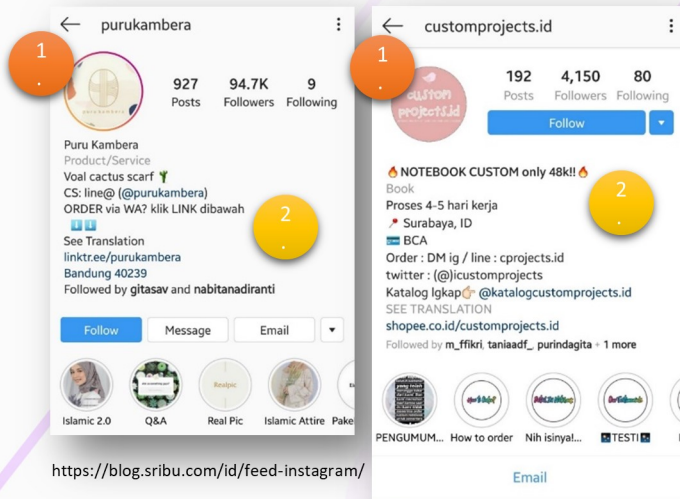 purukambera
1
.
927 94.7K 9
Posts Followers Following
Puru Kambera
Product/Service
Voal cactus scarf
CS: line@ (@purukambera)
ORDER via WA? klik LINK dibawah
2
.
See Translation
linktr.ee/purukambera
Bandung 40239
Followed by gitasav and nabitanadiranti
Follow Message Email
Realpic
Islamic 2.0 Q&A Real Pic Islamic Attire Pake
https://blog.sribu.com/id/feed-instagram/
customprojects.id
1
.
custom
projects.id
192 4,150 80
Posts Followers Following
Follow
🔥NOTEBOOK CUSTOM only 48k!!🔥
Book
Proses 4-5 hari kerja
📍 Surabaya, ID
💳 BCA
2
.
Order : DM ig / line : cprojects.id
twitter : (@)icustomprojects
Katalog lgkap👉 @katalogcustomprojects.id
SEE TRANSLATION
shopee.co.id/customprojects.id
Followed by m_ffikri, taniaadf_, purindagita + 1 more
PENGUMUM... How to order Nih isinya!... TESTI
Email